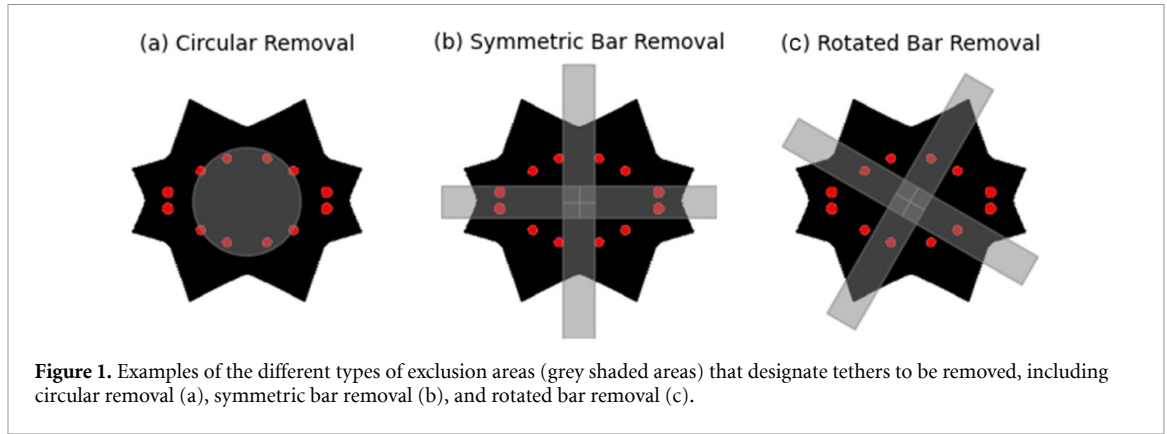 (a) Circular Removal
(b) Symmetric Bar Removal
(c) Rotated Bar Removal
Figure 1. Examples of the different types of exclusion areas (grey shaded areas) that designate tethers to be removed, including
circular removal (a), symmetric bar removal (b), and rotated bar removal (c).